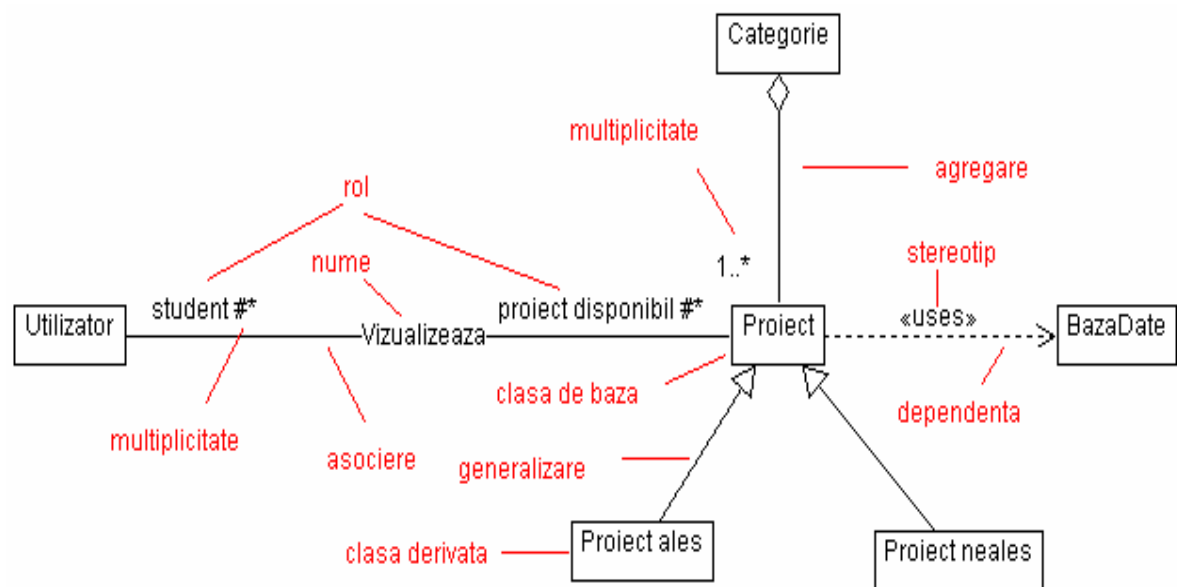 Categorie
multiplicitate
agregare
rol
nume
1..*
stereotip
student #*
proiect disponibil #*
«uses»
Utilizator
Vizualizeaza
Proiect
BazaDate
clasa de baza
dependenta
multiplicitate
asociere
generalizare
clasa derivata
Proiect ales
Proiect neales